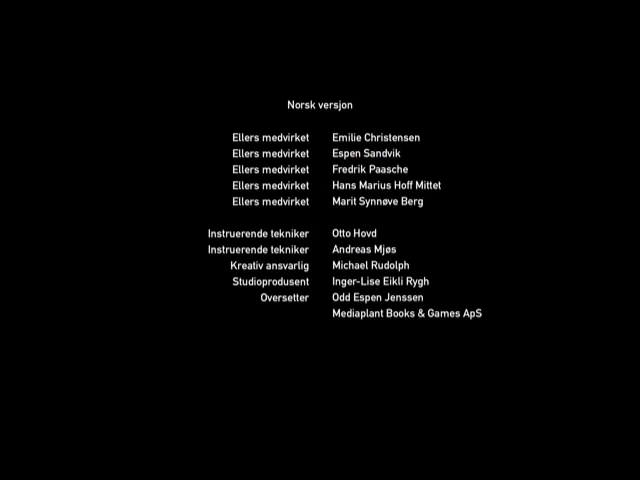 Norsk versjon
Ellers medvirket Emilie Christensen
Ellers medvirket Espen Sandvik
Ellers medvirket Fredrik Paasche
Ellers medvirket Hans Marius Hoff Mittet
Ellers medvirket Marit Synnøve Berg
Instruerende tekniker Otto Hovd
Instruerende tekniker Andreas Mjøs
Kreativ ansvarlig Michael Rudolph
Studioprodusent Inger-Lise Eikli Rygh
Oversetter Odd Espen Jenssen
Mediaplant Books & Games ApS